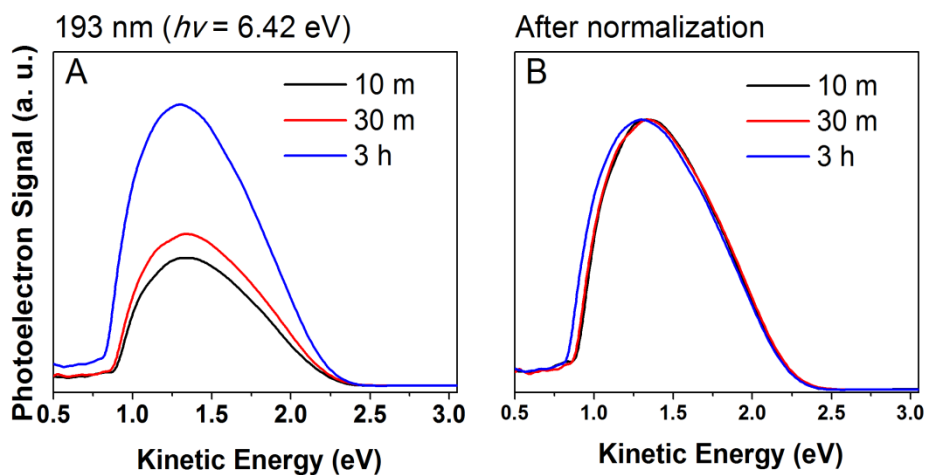 193 nm (hν = 6.42 eV)
After normalization
Photoelectron Signal (a. u.)
A
10 m
30 m
3 h
0.5 1.0 1.5 2.0 2.5 3.0
Kinetic Energy (eV)
B
10 m
30 m
3 h
0.5 1.0 1.5 2.0 2.5 3.0
Kinetic Energy (eV)